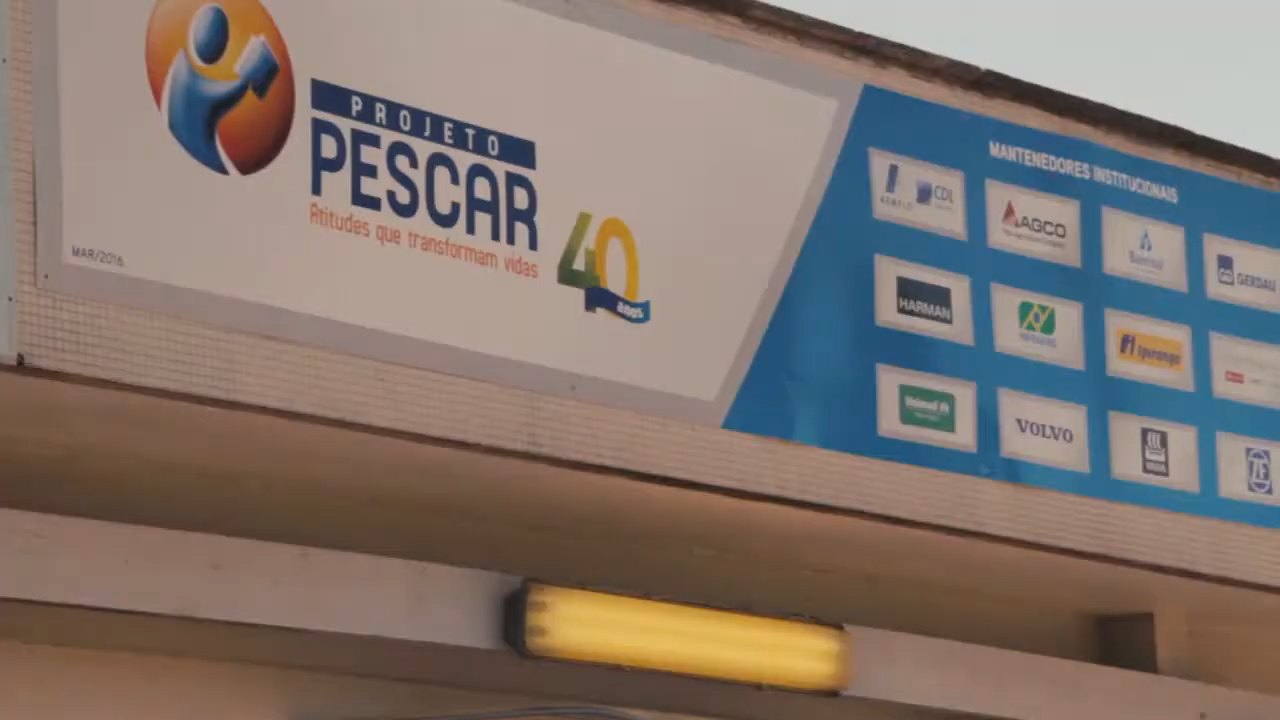 PROJETO
PESCAR
Atitudes que transformam vidas
40
anos
MAR/2016.
MANTENEDORES INSTITUCIONAIS
CDL
AGCO
GERDAU
HARMAN
Ipiranga
VOLVO
ZF